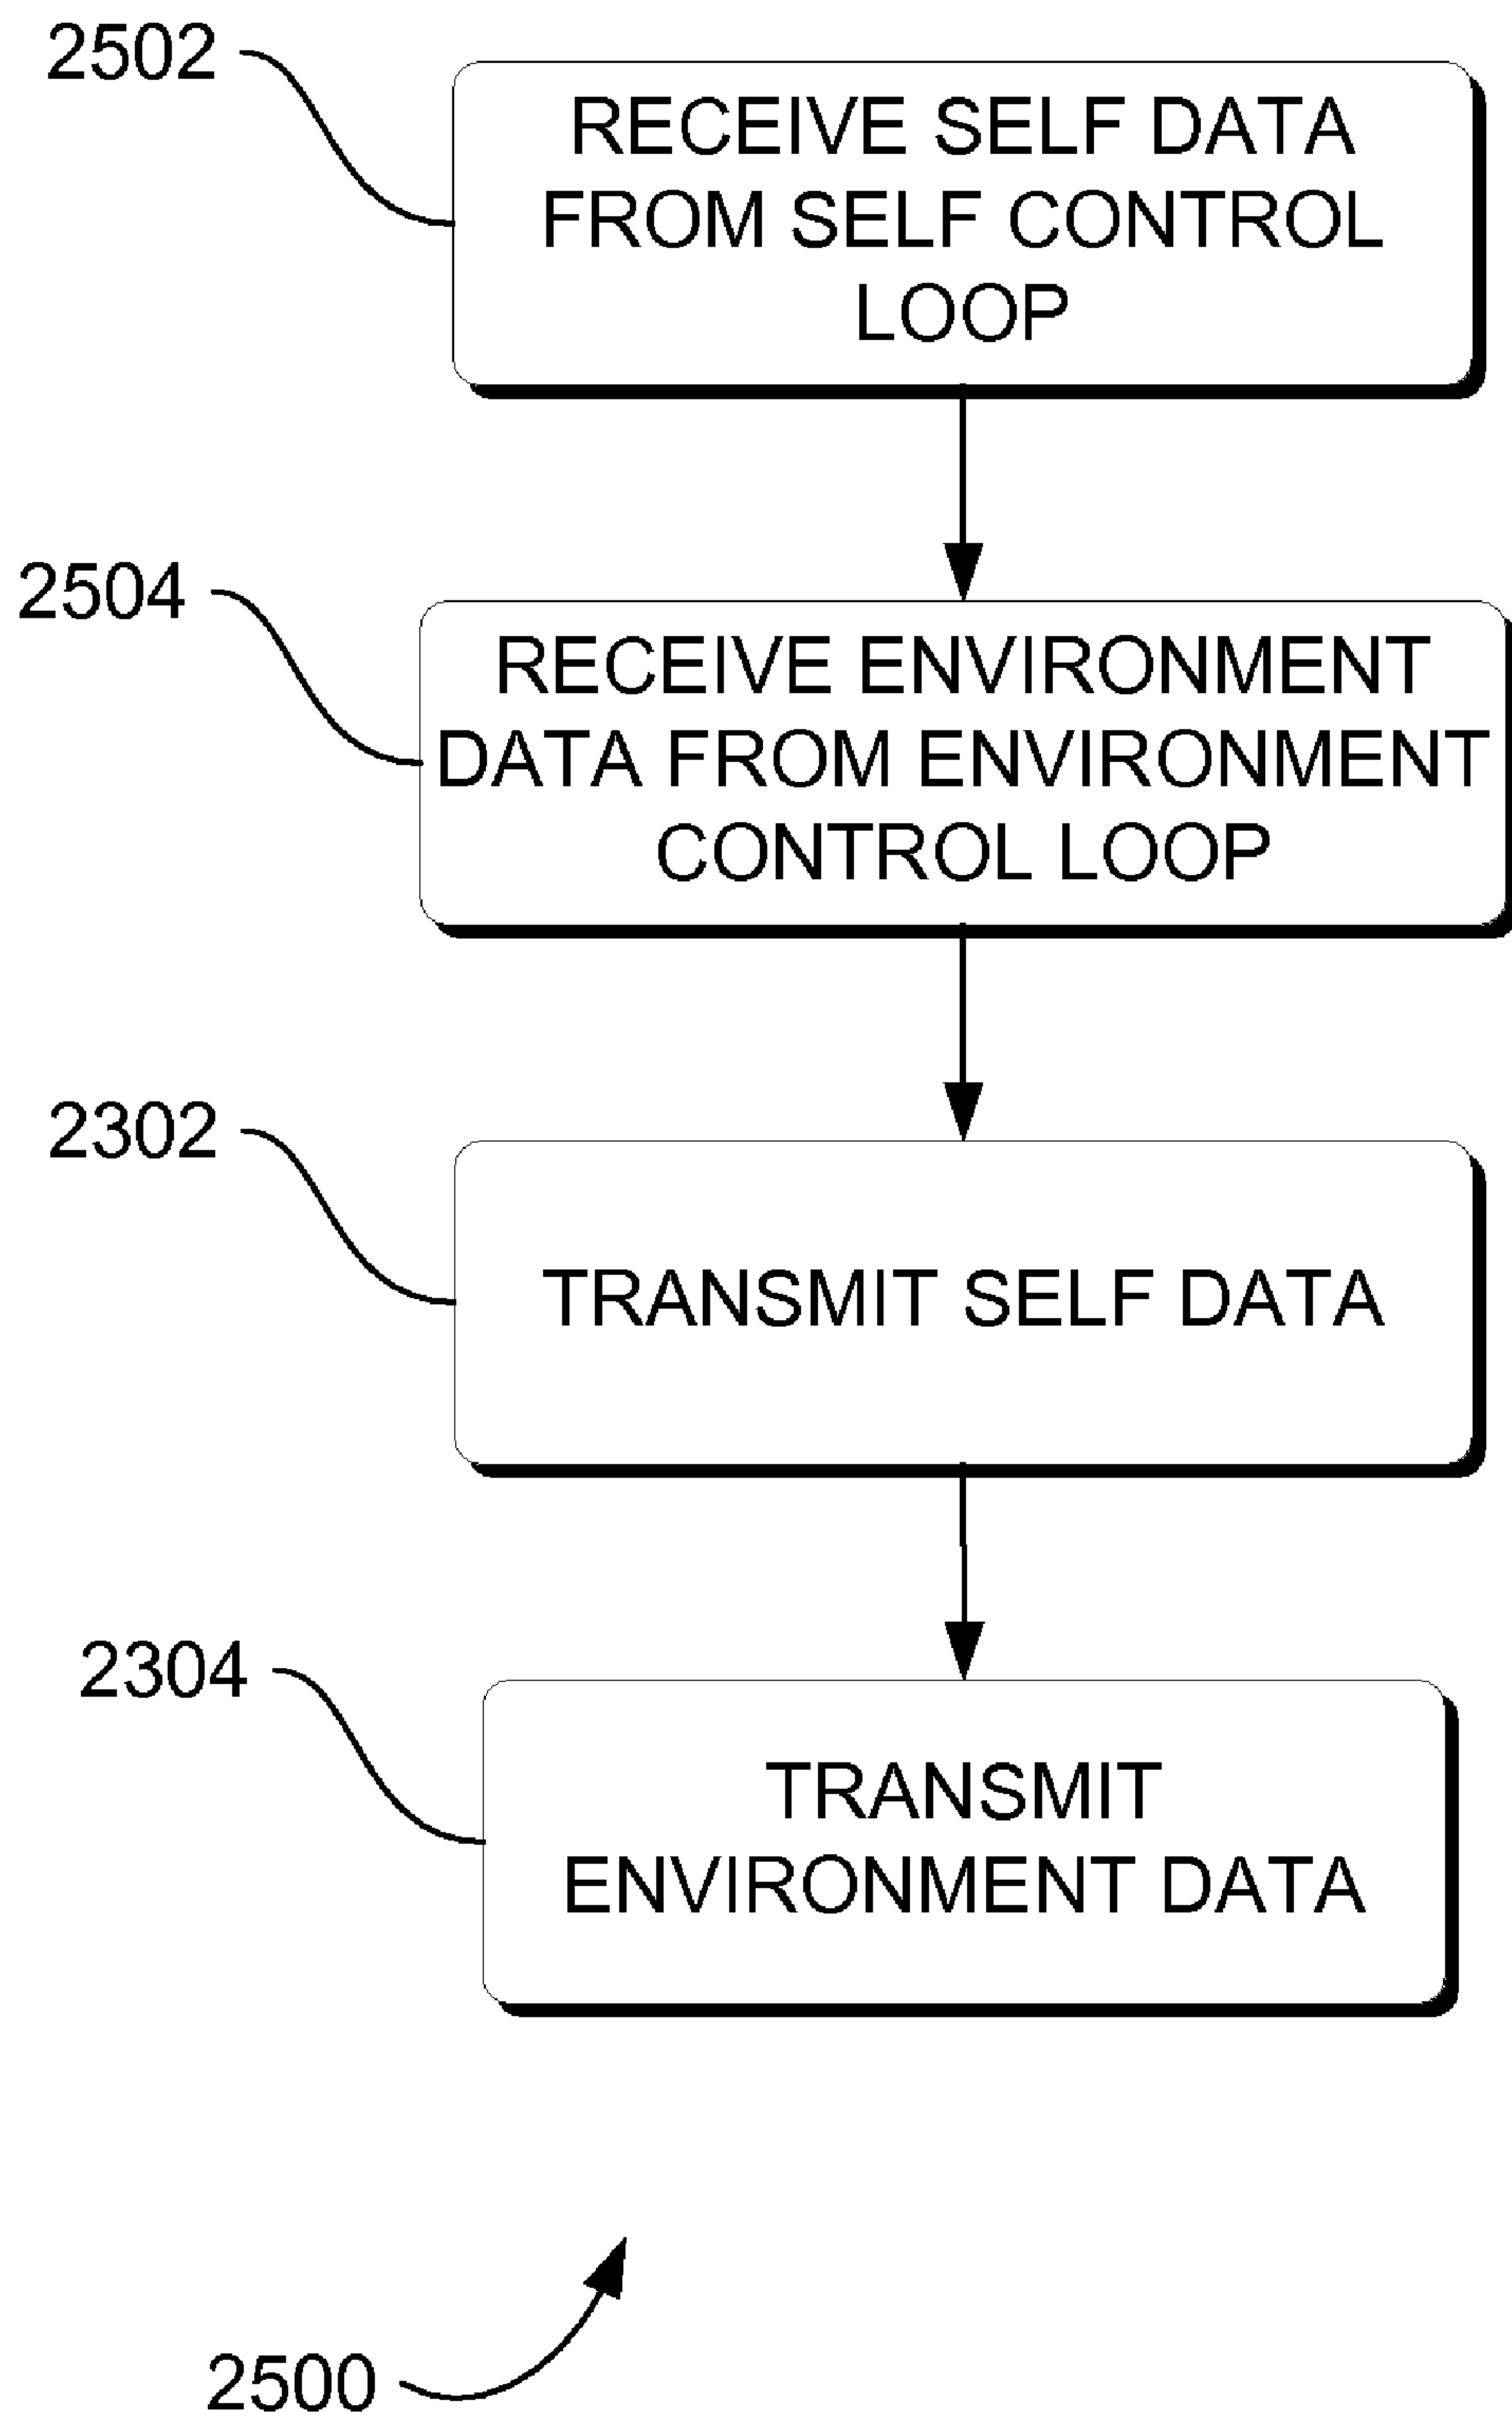 2502
RECEIVE SELF DATA
FROM SELF CONTROL
LOOP
2504
RECEIVE ENVIRONMENT
DATA FROM ENVIRONMENT
CONTROL LOOP
2302
TRANSMIT SELF DATA
2304
TRANSMIT
ENVIRONMENT DATA
2500